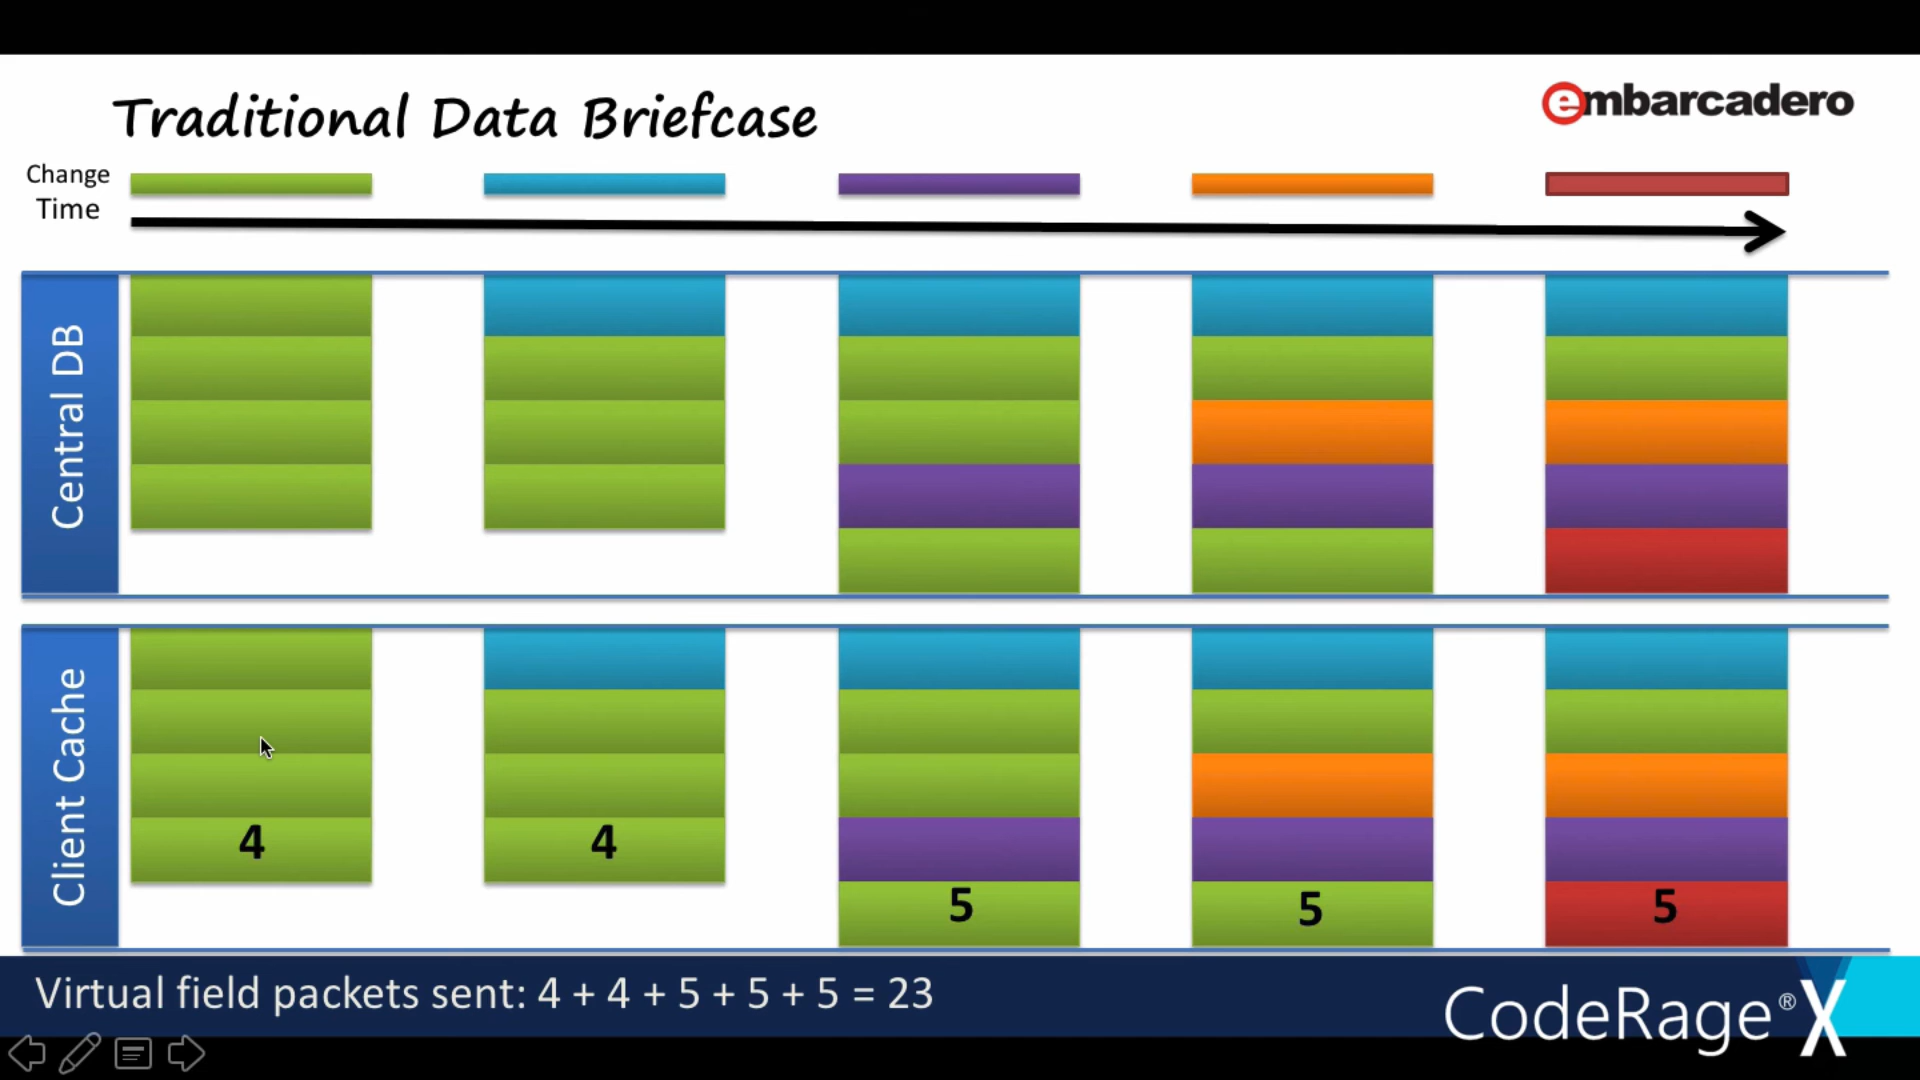 Traditional Data Briefcase
embarcadero
Change
Time
Central DB
Client Cache
4
4
5
5
5
Virtual field packets sent: 4 + 4 + 5 + 5 + 5 = 23
CodeRage® X